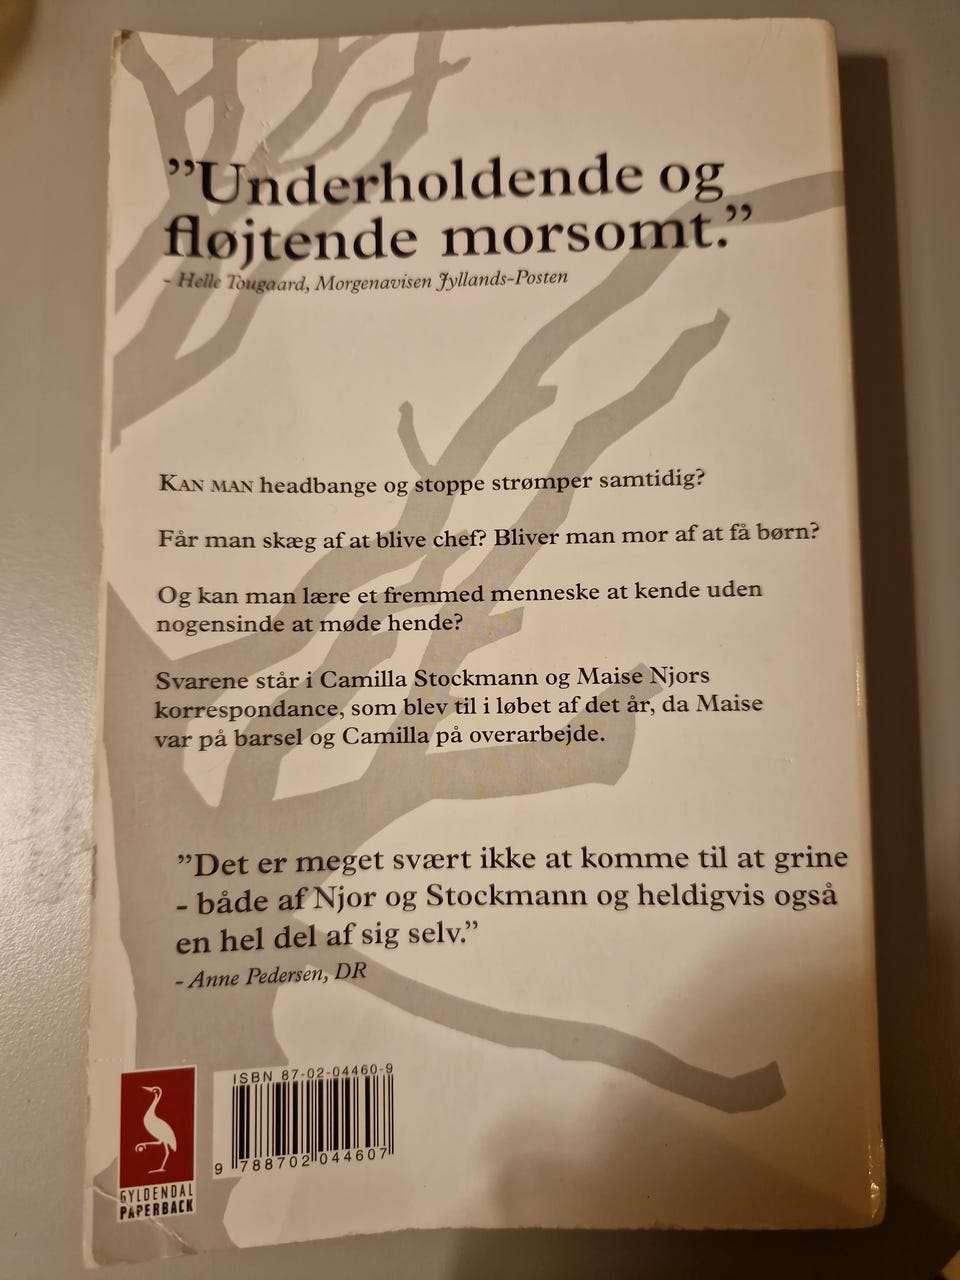 ”Underholdende og
fløjtende morsomt.”
- Helle Tougaard, Morgenavisen Jyllands-Posten
KAN MAN headbange og stoppe strømper samtidig?
Får man skæg af at blive chef? Bliver man mor af at få børn?
Og kan man lære et fremmed menneske at kende uden
nogensinde at møde hende?
Svarene står i Camilla Stockmann og Maise Njors
korrespondance, som blev til i løbet af det år, da Maise
var på barsel og Camilla på overarbejde.
”Det er meget svært ikke at komme til at grine
- både af Njor og Stockmann og heldigvis også
en hel del af sig selv.”
- Anne Pedersen, DR
ISBN 87-02-04460-9
9 788702 044607
GYLDENDAL
PAPERBACK